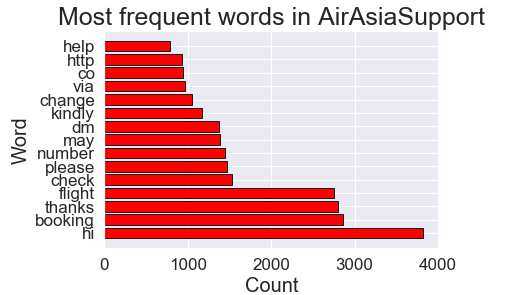 Most frequent words in AirAsiaSupport
help
http
co
via
change
kindly
dm
may
number
please
check
flight
thanks
booking
hi
Word
0 1000 2000 3000 4000
Count